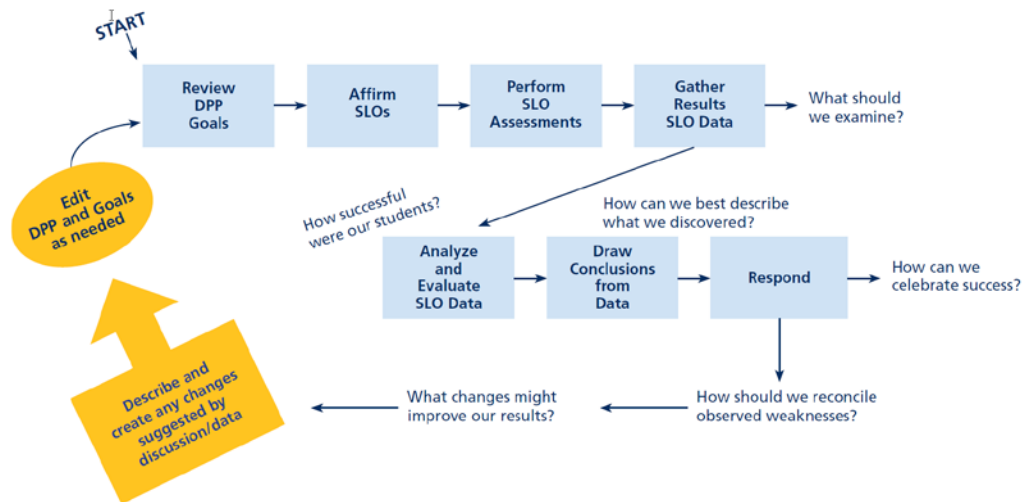 START
Review
DPP
Goals
Affirm
SLOs
Perform
SLO
Assessments
Gather
Results
SLO Data
What should
we examine?
Edit
DPP and Goals
as needed
How successful
were our students?
How can we best describe
what we discovered?
Analyze
and
Evaluate
SLO Data
Draw
Conclusions
from
Data
Respond
How can we
celebrate success?
How should we reconcile
observed weaknesses?
What changes might
improve our results?
Describe and
create any changes
suggested by
discussion/data